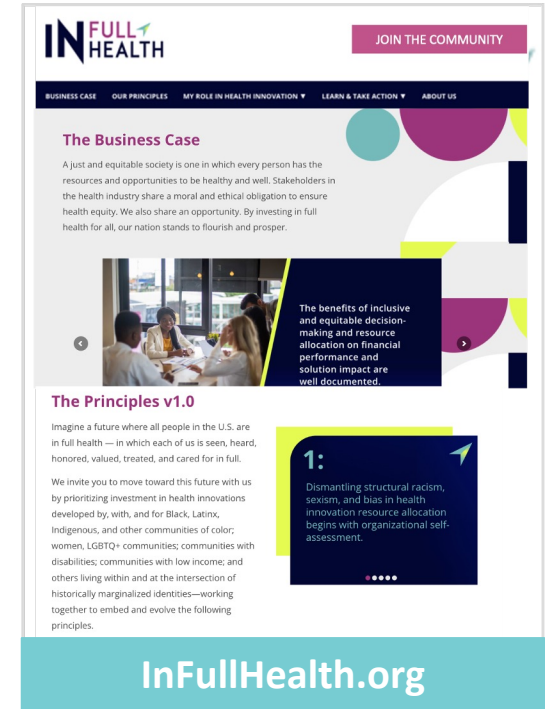 IN FULL
HEALTH
JOIN THE COMMUNITY
BUSINESS CASE OUR PRINCIPLES MY ROLE IN HEALTH INNOVATION ▼ LEARN & TAKE ACTION ▼ ABOUT US
The Business Case
A just and equitable society is one in which every person has the
resources and opportunities to be healthy and well. Stakeholders in
the health industry share a moral and ethical obligation to ensure
health equity. We also share an opportunity. By investing in full
health for all, our nation stands to flourish and prosper.
The benefits of inclusive
and equitable decision-
making and resource
allocation on financial
performance and
solution impact are
well documented.
The Principles v1.0
Imagine a future where all people in the U.S. are
in full health — in which each of us is seen, heard,
honored, valued, treated, and cared for in full.
We invite you to move toward this future with us
by prioritizing investment in health innovations
developed by, with, and for Black, Latinx,
Indigenous, and other communities of color;
women, LGBTQ+ communities; communities with
disabilities; communities with low income; and
others living within and at the intersection of
historically marginalized identities—working
together to embed and evolve the following
principles.
1:
Dismantling structural racism,
sexism, and bias in health
innovation resource allocation
begins with organizational self-
assessment.
InFullHealth.org